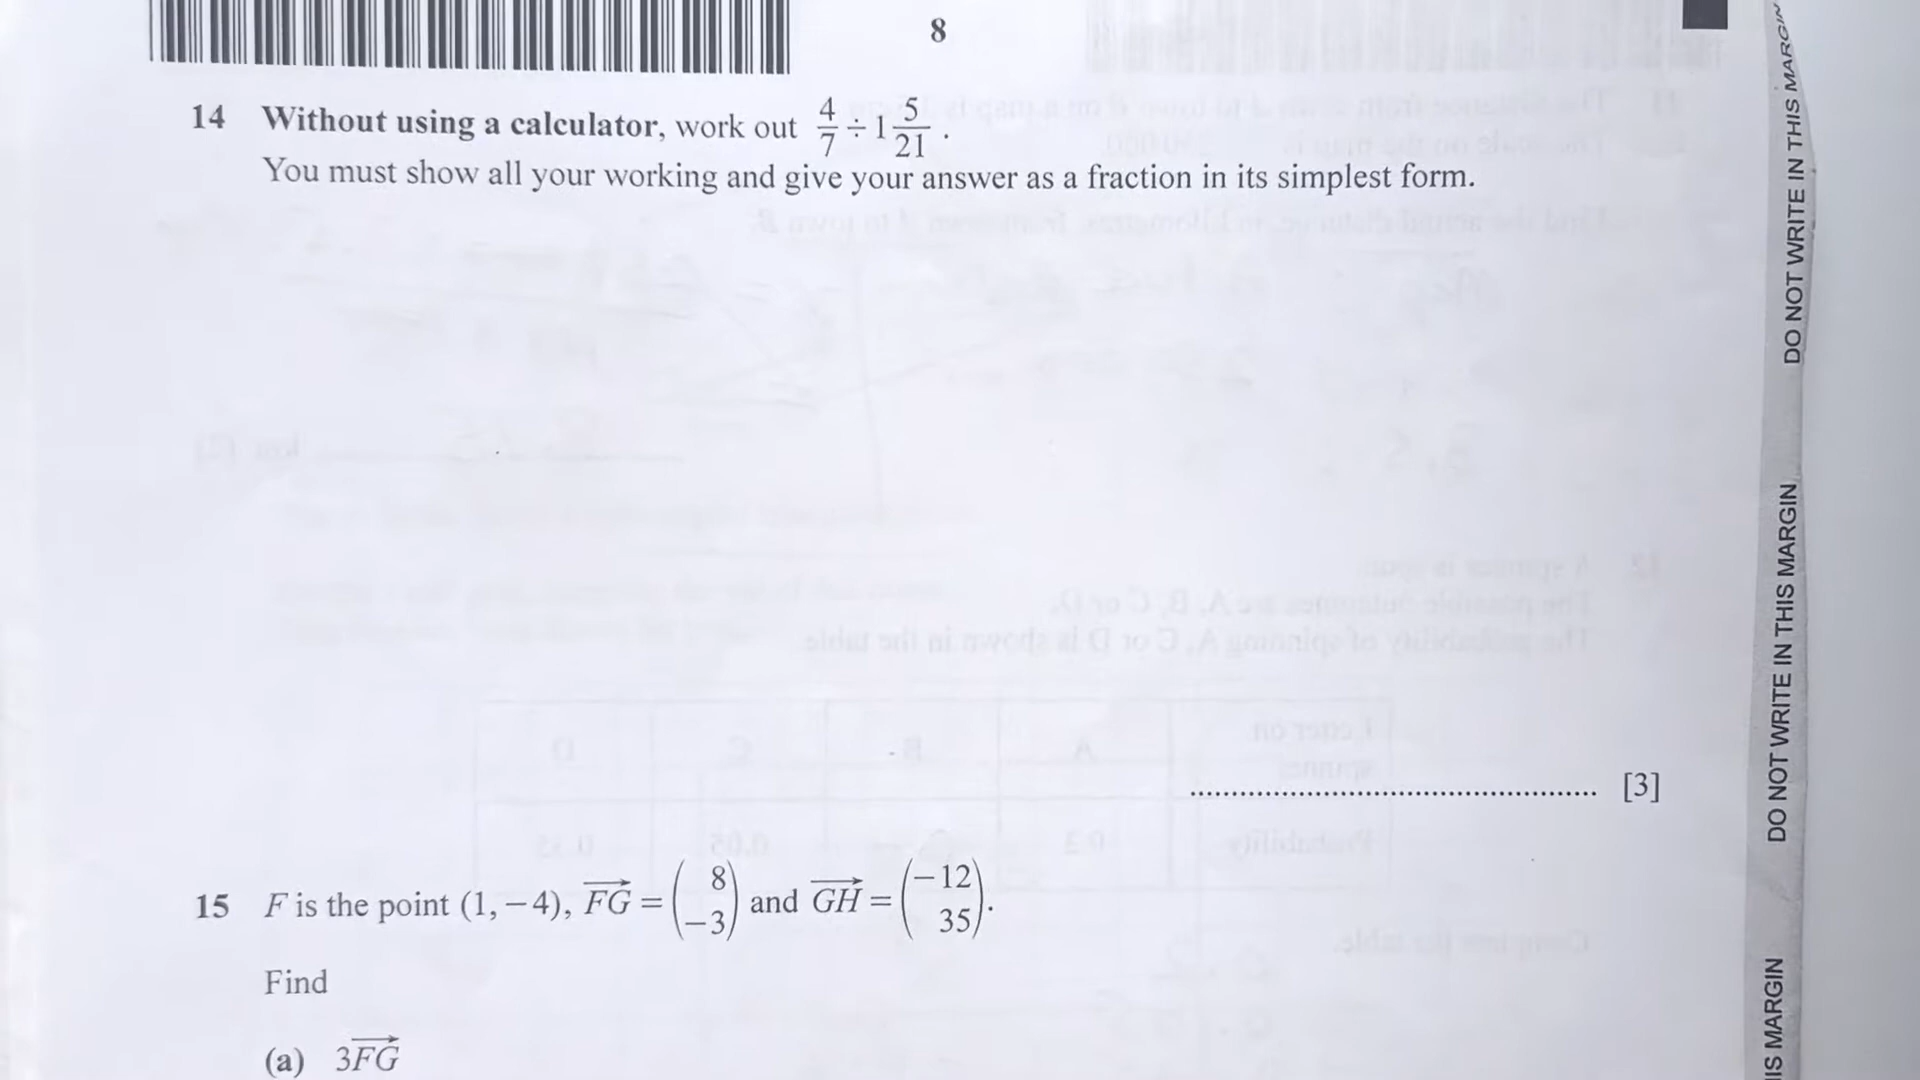 8
14 Without using a calculator, work out 4/7 ÷ 1 5/21 .
You must show all your working and give your answer as a fraction in its simplest form.
.................................................. [3]
15 F is the point (1, −4), FG⃗ = (8 −3) and GH⃗ = (−12 35).
Find
(a) 3FG⃗
DO NOT WRITE IN THIS MARGIN
DO NOT WRITE IN THIS MARGIN
IS MARGIN